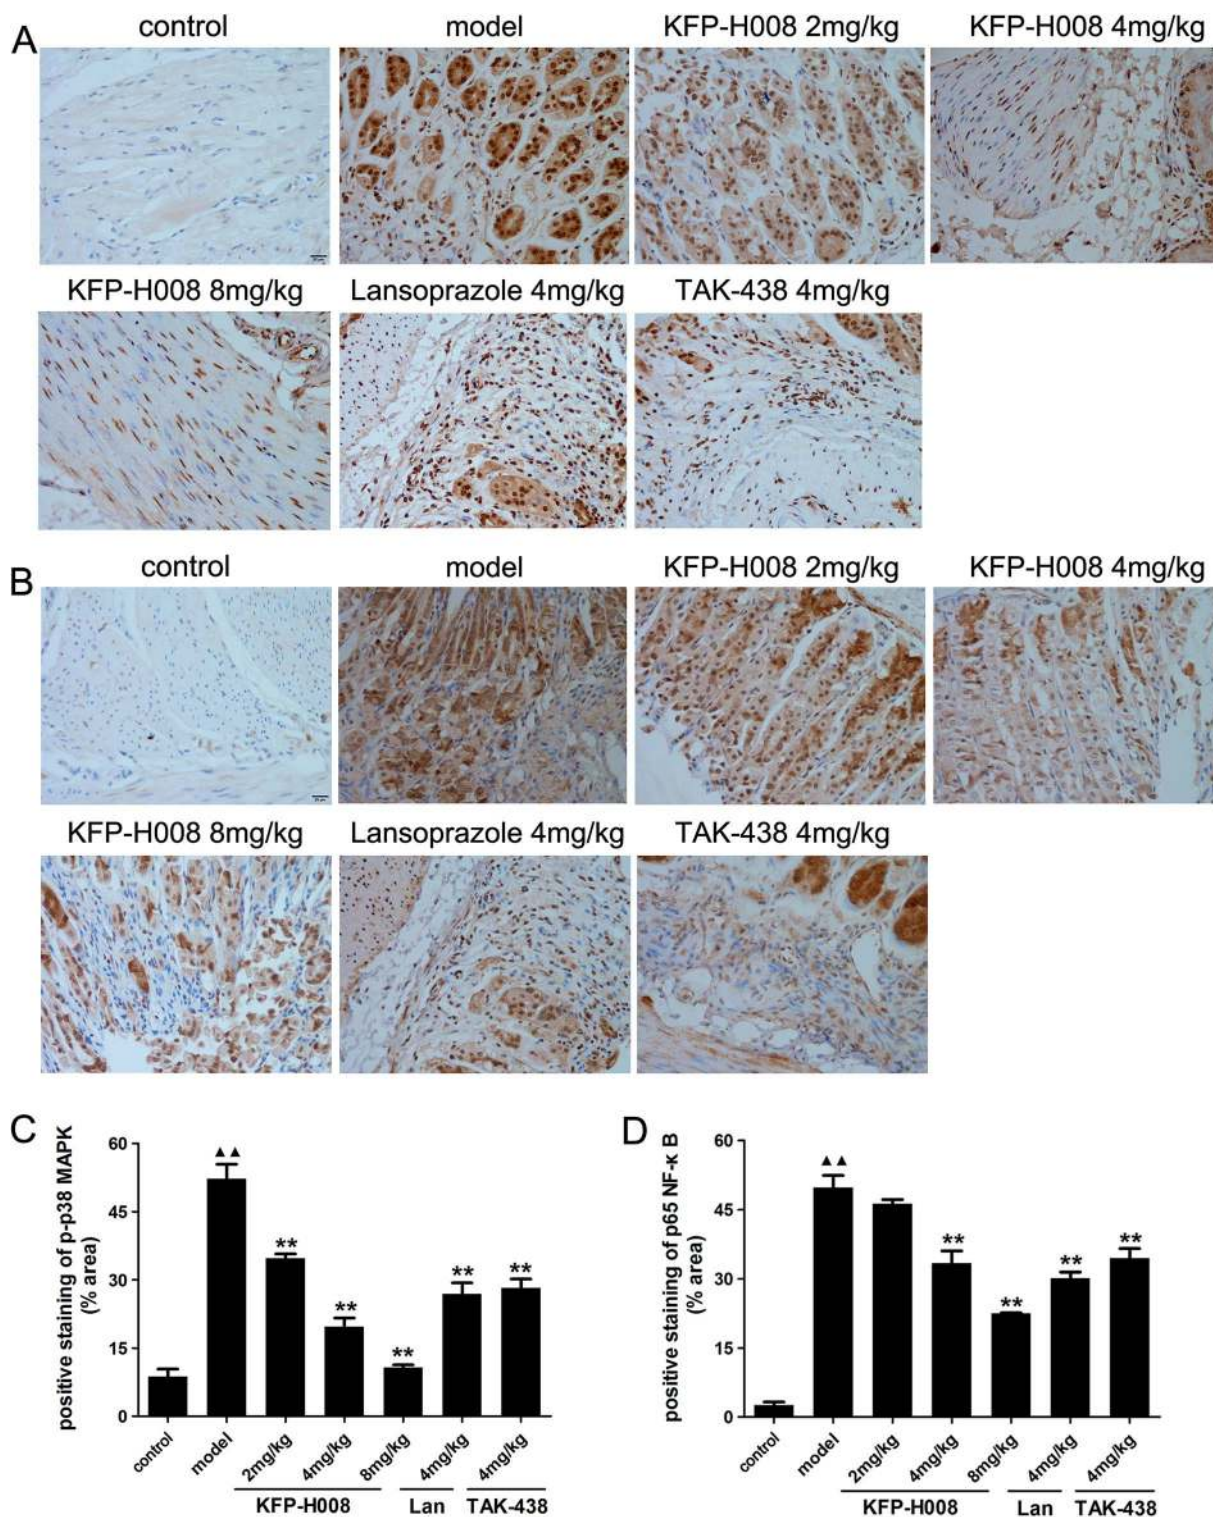 A
control model KFP-H008 2mg/kg KFP-H008 4mg/kg
KFP-H008 8mg/kg Lansoprazole 4mg/kg TAK-438 4mg/kg
B
control model KFP-H008 2mg/kg KFP-H008 4mg/kg
KFP-H008 8mg/kg Lansoprazole 4mg/kg TAK-438 4mg/kg
C
positive staining of p-p38 MAPK
(% area)
60
45
30
15
0
▲▲
**
**
**
**
**
control
model
2mg/kg
4mg/kg
8mg/kg
4mg/kg
4mg/kg
KFP-H008 Lan TAK-438
D
positive staining of p65 NF-κ B
(% area)
60
45
30
15
0
▲▲
**
**
**
**
control
model
2mg/kg
4mg/kg
8mg/kg
4mg/kg
4mg/kg
KFP-H008 Lan TAK-438